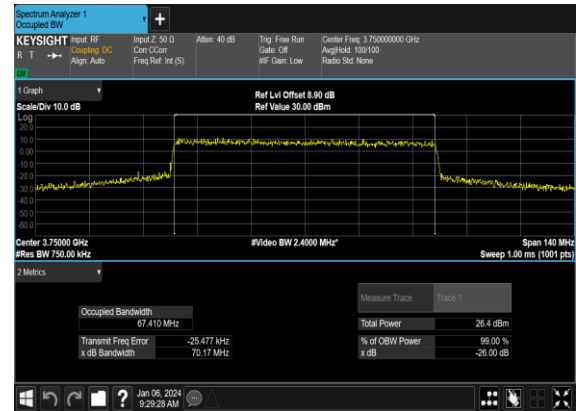 Spectrum Analyzer 1
Occupied BW
KEYSIGHT
R T
Input: RF
Coupling: DC
Align: Auto
Input Z: 50 Ω
Corr CCorr
Freq Ref: Int (S)
Atten: 40 dB
Trig: Free Run
Gate: Off
#IF Gain: Low
Center Freq: 3.750000000 GHz
Avg|Hold: 100/100
Radio Std: None
1 Graph
Scale/Div 10.0 dB
Ref Lvl Offset 8.90 dB
Ref Value 30.00 dBm
Log
20.0
10.0
0.00
-10.0
-20.0
-30.0
-40.0
-50.0
-60.0
Center 3.75000 GHz
#Video BW 2.4000 MHz*
Span 140 MHz
#Res BW 750.00 kHz
Sweep 1.00 ms (1001 pts)
2 Metrics
Measure Trace
Trace 1
Occupied Bandwidth
67.410 MHz
Total Power
26.4 dBm
Transmit Freq Error
-25.477 kHz
% of OBW Power
99.00 %
x dB Bandwidth
70.17 MHz
x dB
-26.00 dB
?
Jan 06, 2024
9:29:28 AM